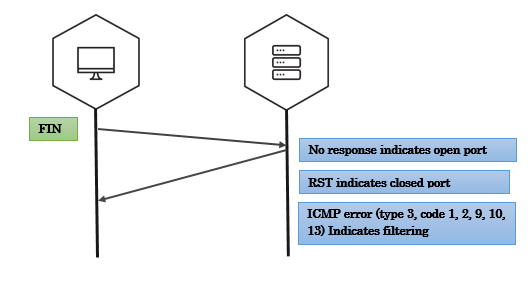 FIN
No response indicates open port
RST indicates closed port
ICMP error (type 3, code 1, 2, 9, 10,
13) Indicates filtering